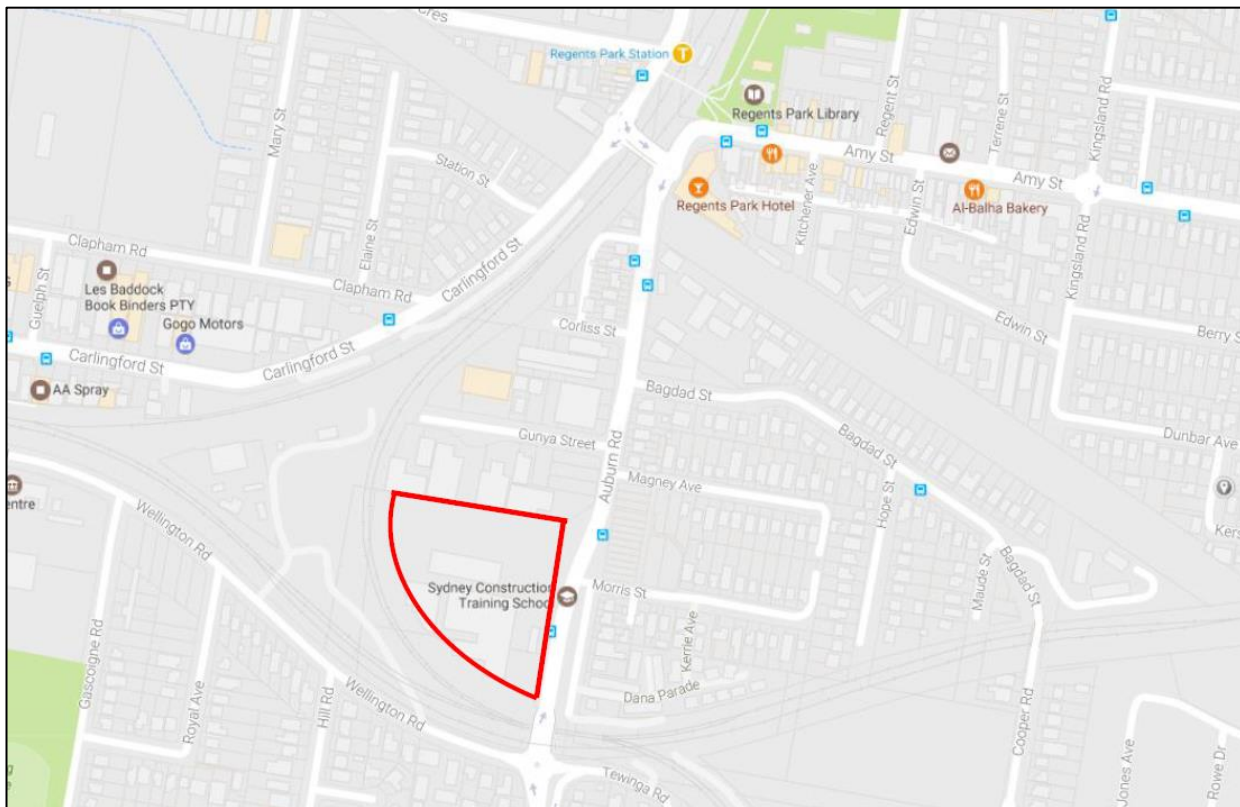 Acres
Regents Park Station
T
Regents Park Library
Regent St
Terrene St
Kingsland Rd
Mary St
Station St
Amy St
Amy St
Regents Park Hotel
Kitchener Ave
Edwin St
Al-Balha Bakery
Elaine St
Kingsland Rd
Clapham Rd
Guelph St
Les Baddock
Book Binders PTY
Clapham Rd
Carlingford St
Gogo Motors
Corliss St
Edwin St
Berry S
Carlingford St
Carlingford St
AA Spray
Bagdad St
Gunya Street
Auburn Rd
Bagdad St
Dunbar Ave
Magney Ave
entre
Hope St
Kers
Wellington Rd
Sydney Construction
Training School
Morris St
Maude St
Bagdad St
Kerrie Ave
Gascoigne Rd
Royal Ave
Hill Rd
Wellington Rd
Dana Parade
Cooper Rd
Tewinga Rd
Jones Ave
Rowe Dr